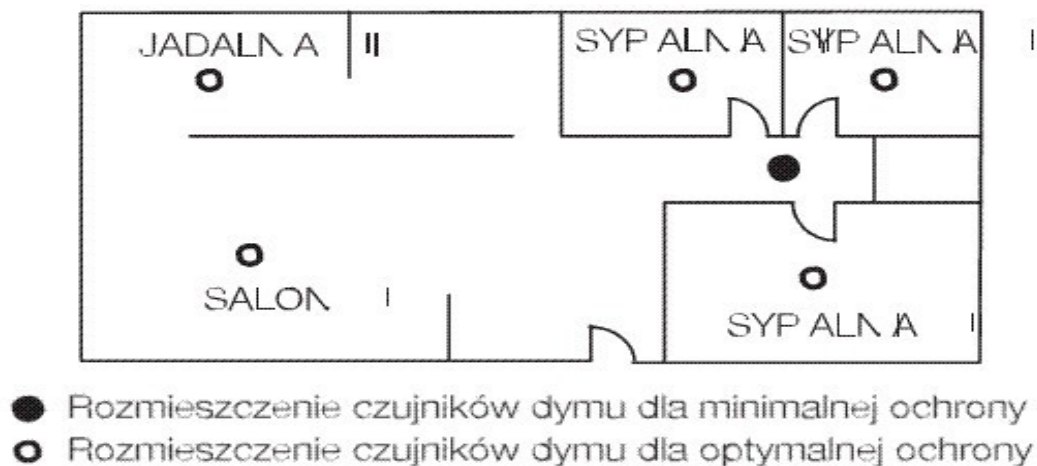 JADALNIA
SYPIALNIA SYPIALNIA
SALON
SYPIALNIA
Rozmieszczenie czujników dymu dla minimalnej ochrony
Rozmieszczenie czujników dymu dla optymalnej ochrony